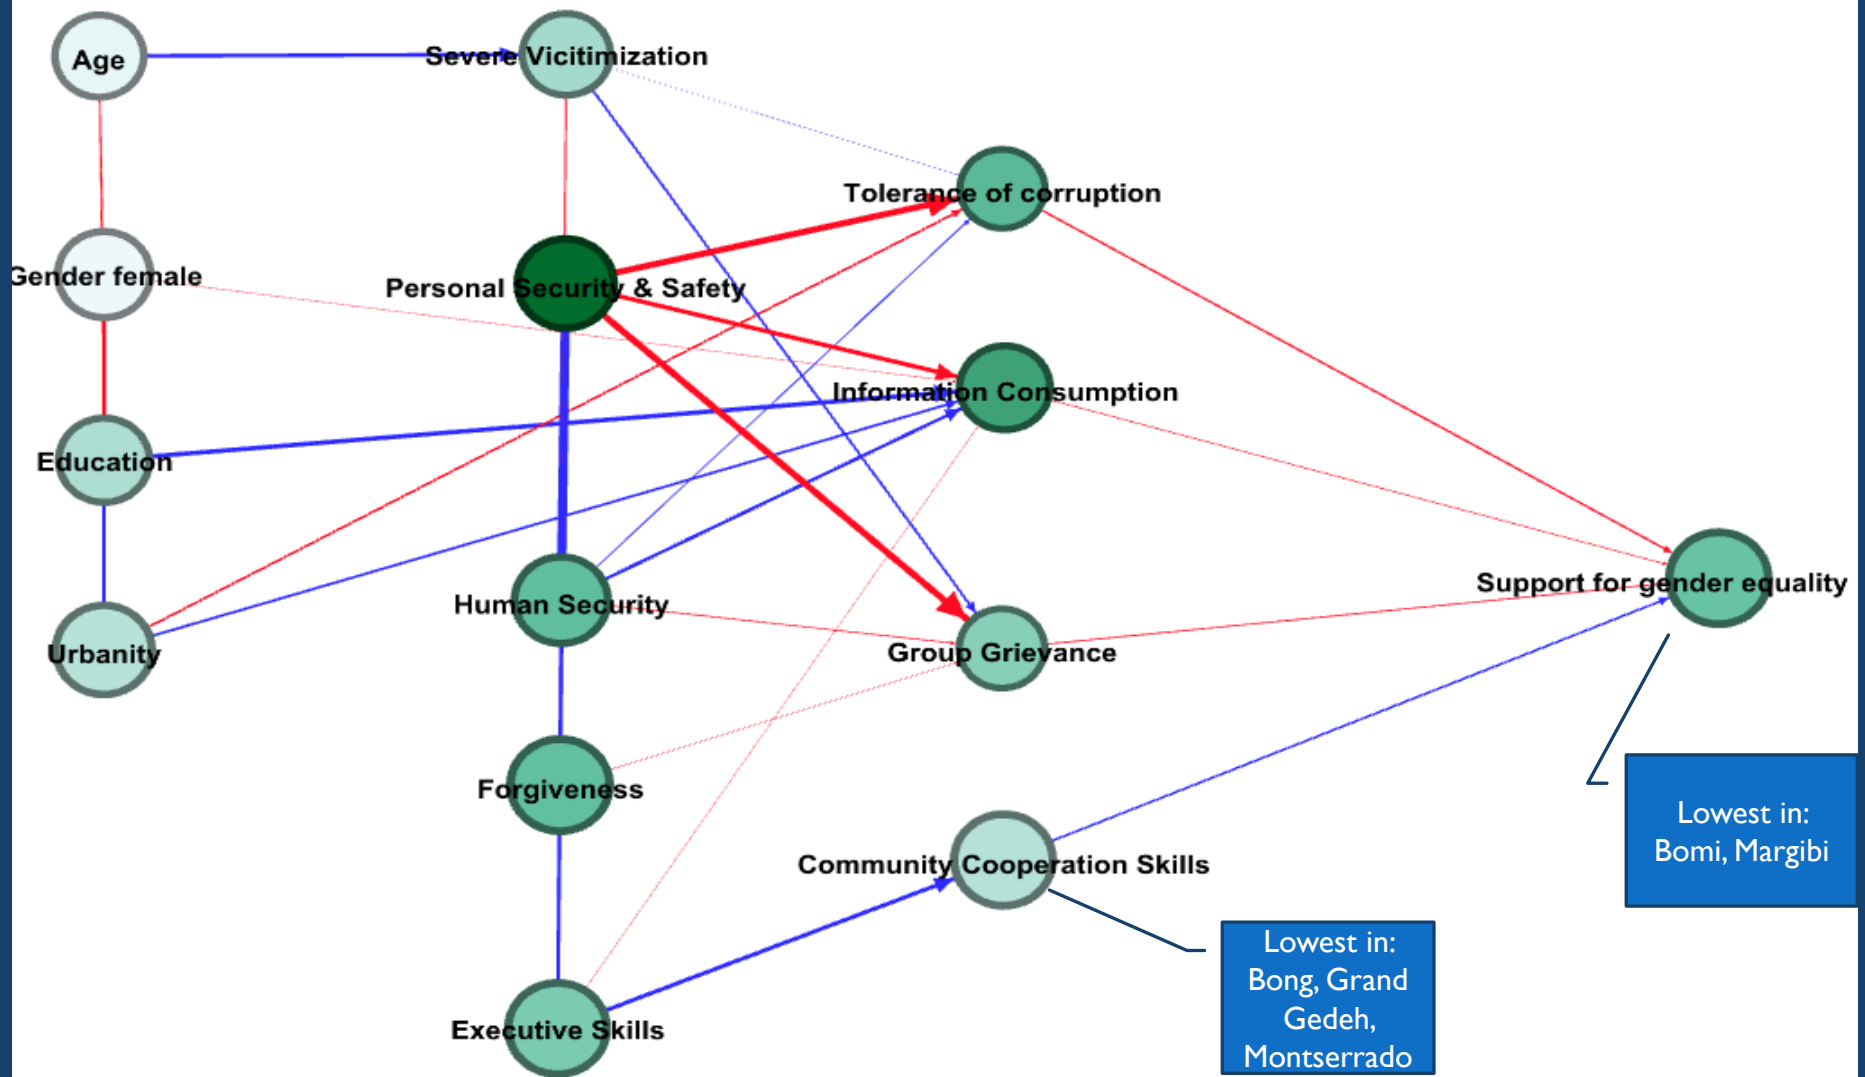 Age
Severe Vicitimization
Tolerance of corruption
Gender female
Personal Security & Safety
Information Consumption
Education
Support for gender equality
Human Security
Urbanity
Group Grievance
Forgiveness
Lowest in:
Bomi, Margibi
Community Cooperation Skills
Lowest in:
Bong, Grand
Gedeh,
Montserrado
Executive Skills